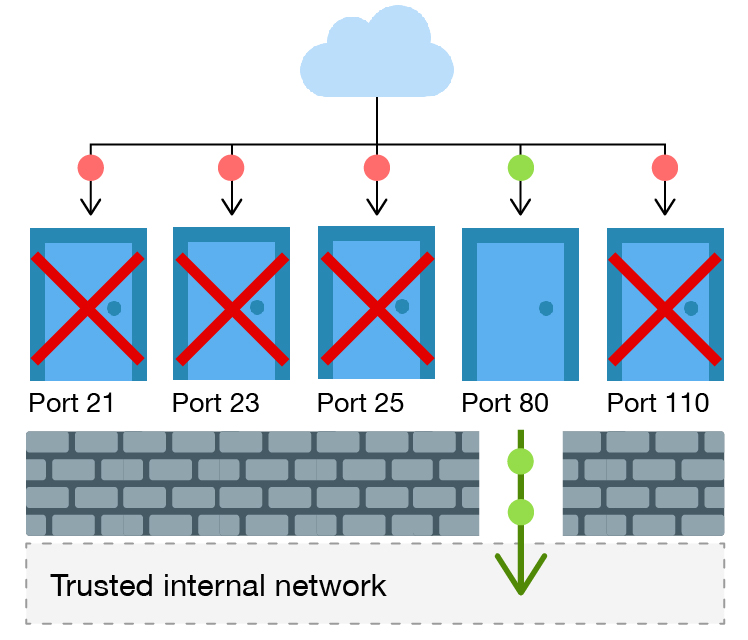 Port 21
Port 23
Port 25
Port 80
Port 110
Trusted internal network